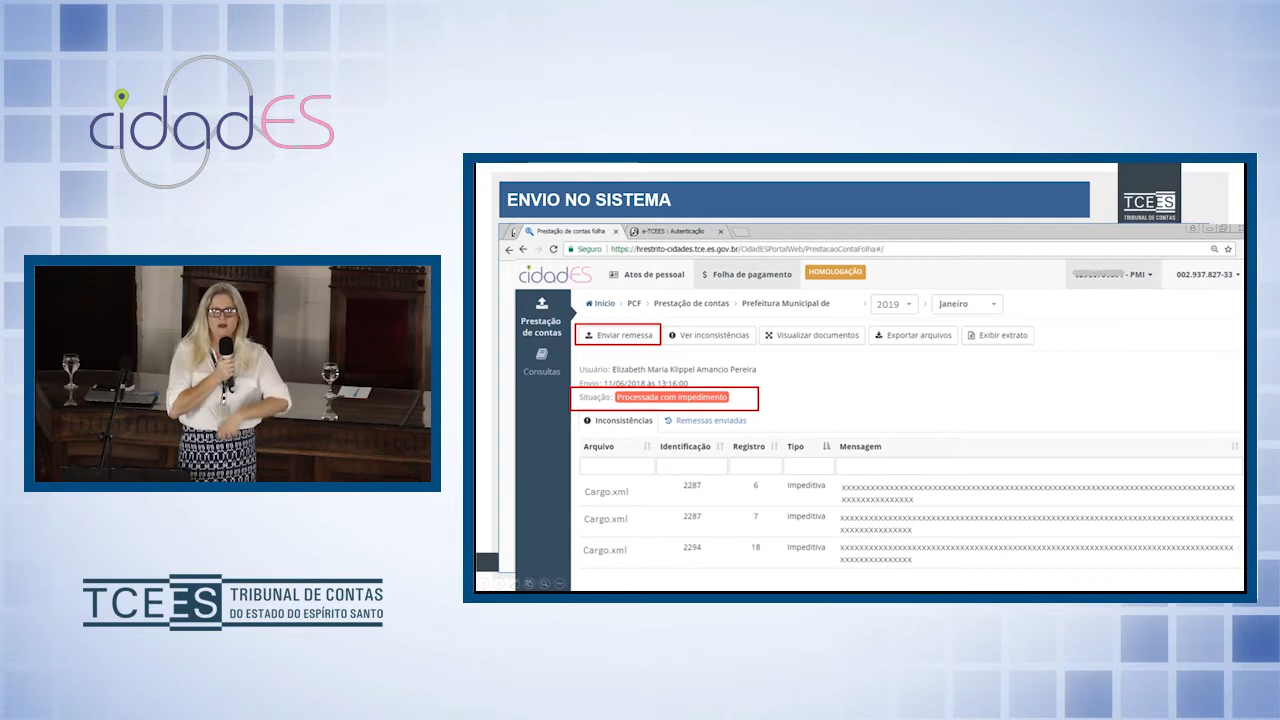 cidadES
ENVIO NO SISTEMA
TCEES
TRIBUNAL DE CONTAS
Prestação de contas folha
e-TCEES : Autenticação
Seguro
https://hrestrito-cidades.tce.es.gov.br/CidadESPortalWeb/PrestacaoContaFolha#/
cidadES
Atos de pessoal
$ Folha de pagamento
HOMOLOGAÇÃO
- PMI
002.937.827-33
Prestação de contas
Consultas
Início > PCF > Prestação de contas > Prefeitura Municipal de > 2019 > Janeiro
Enviar remessa
Ver inconsistências
Visualizar documentos
Exportar arquivos
Exibir extrato
Usuário: Elizabeth Maria Klippel Amancio Pereira
Envio: 11/06/2018 às 13:16:00
Situação: Processada com impedimento
Inconsistências
Remessas enviadas
Arquivo Identificação Registro Tipo Mensagem
Cargo.xml 2287 6 Impeditiva
Cargo.xml 2287 7 Impeditiva
Cargo.xml 2294 18 Impeditiva
TCEES TRIBUNAL DE CONTAS
DO ESTADO DO ESPÍRITO SANTO